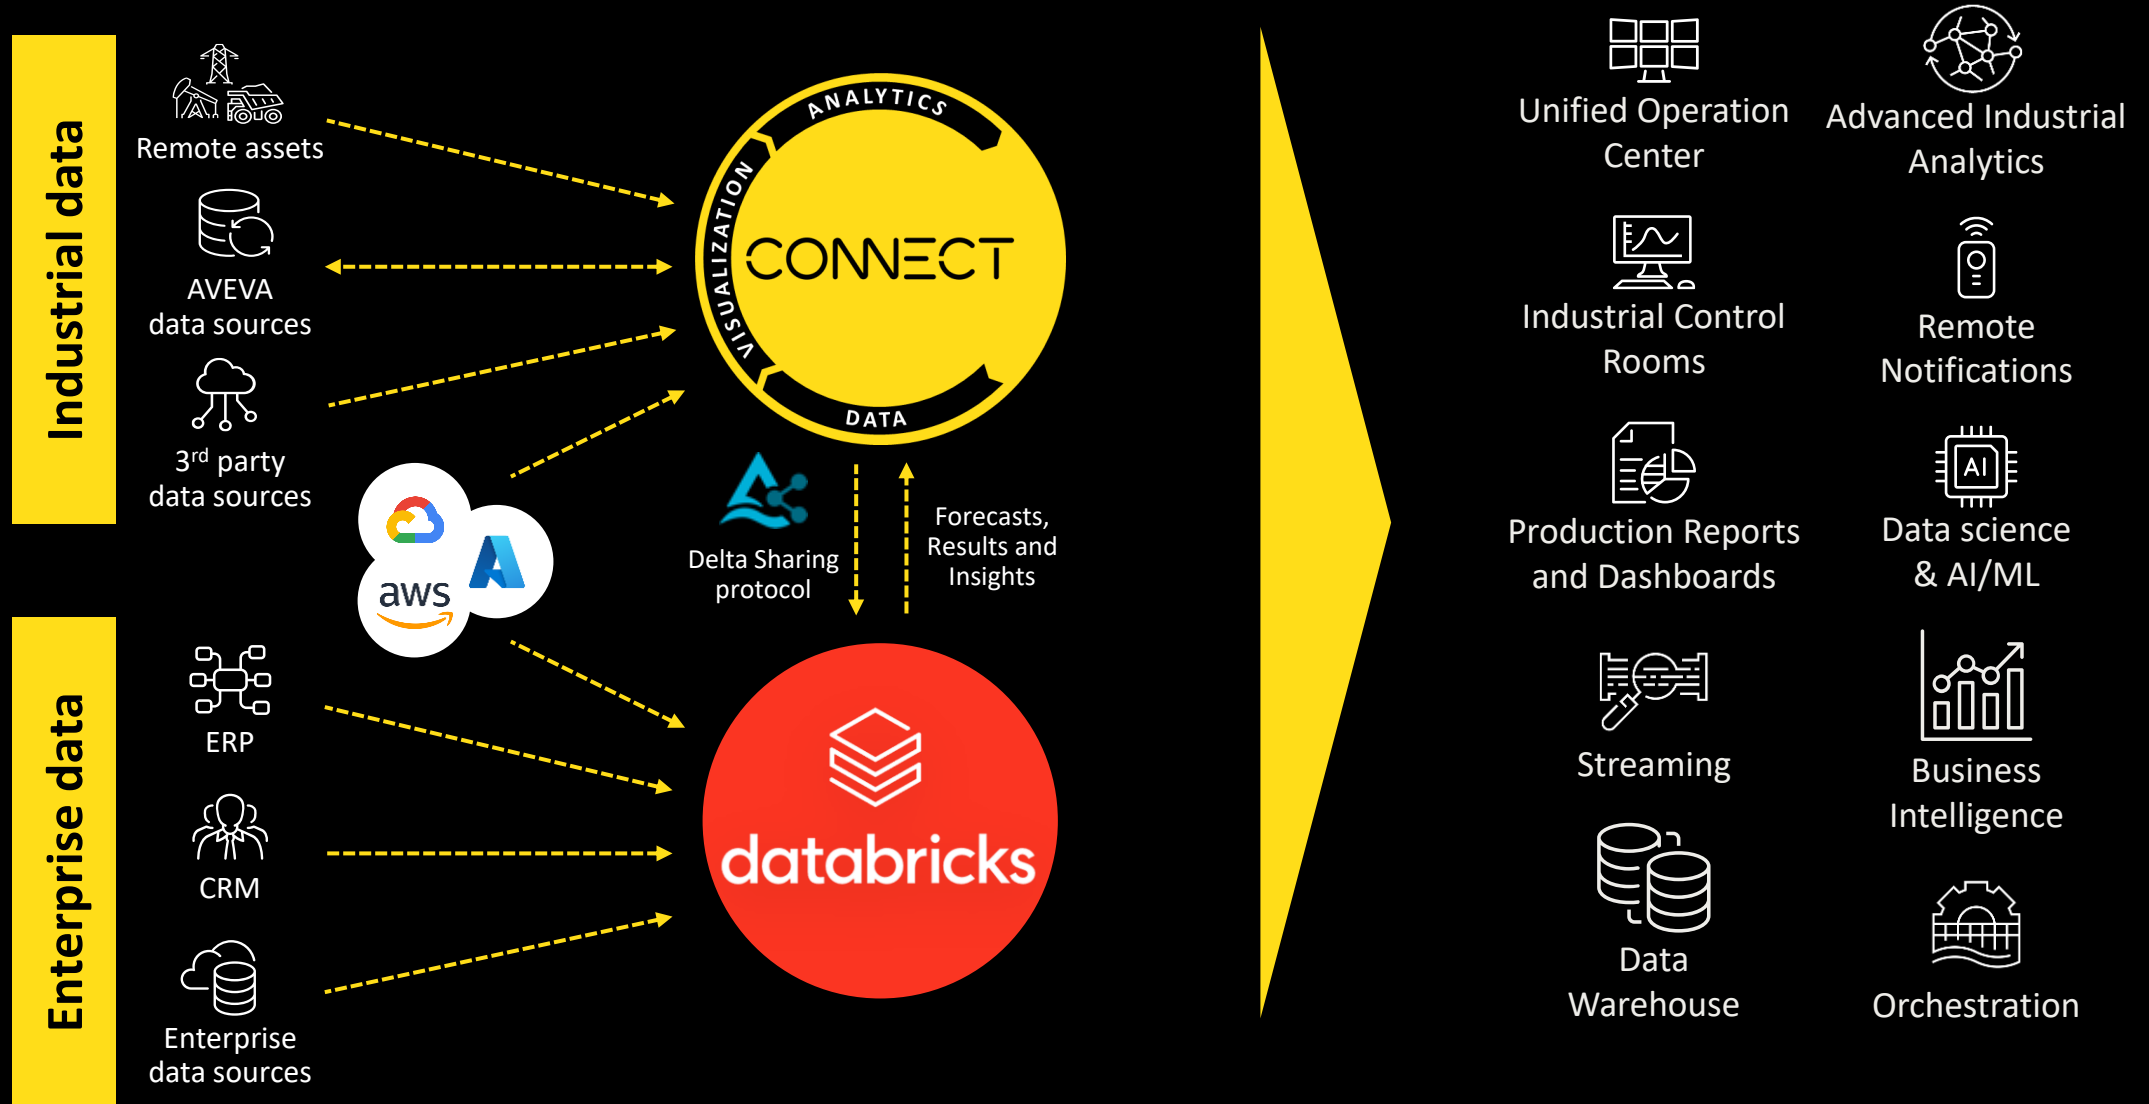 Industrial data
Remote assets
AVEVA
data sources
3rd party
data sources
Enterprise data
ERP
CRM
Enterprise
data sources
aws
ANALYTICS
VISUALIZATION
CONNECT
DATA
Delta Sharing
protocol
Forecasts,
Results and
Insights
databricks
Unified Operation
Center
Advanced Industrial
Analytics
Industrial Control
Rooms
Remote
Notifications
Production Reports
and Dashboards
AI
Data science
& AI/ML
Streaming
Business
Intelligence
Data
Warehouse
Orchestration